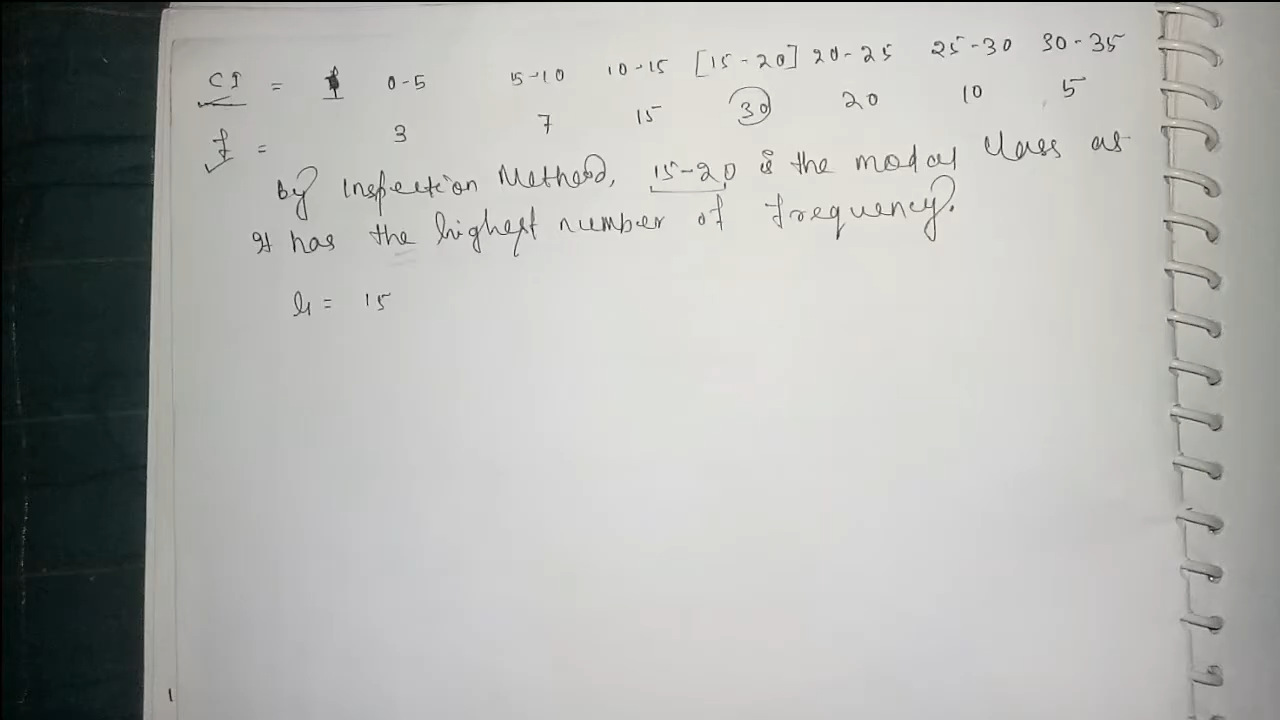 CI = 0-5 5-10 10-15 [15-20] 20-25 25-30 30-35
f = 3 7 15 30 20 10 5
by Inspection Method, 15-20 is the modal class as
It has the highest number of frequency.
l1 = 15